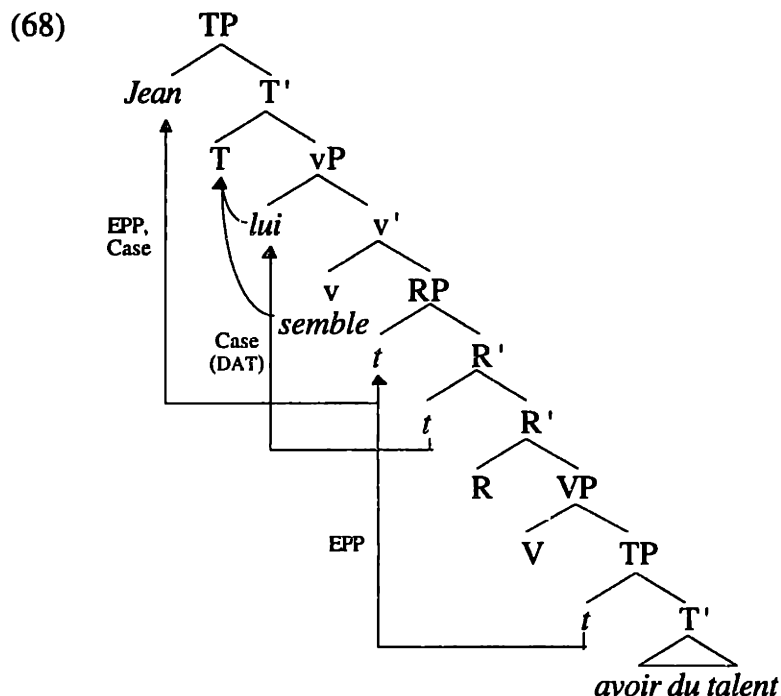 (68) TP
Jean T'
T vP
EPP, Case
lui v'
v RP
semble
Case (DAT)
t R'
t R'
R VP
EPP
V TP
t T'
avoir du talent